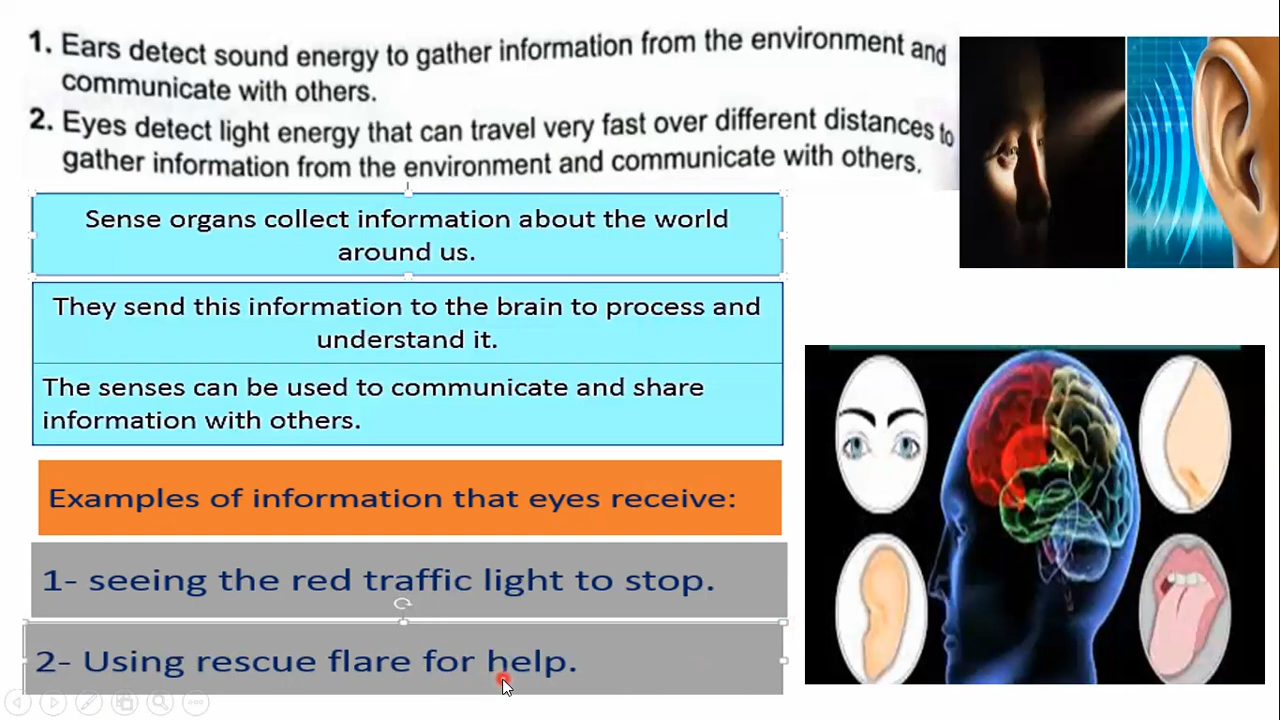 1. Ears detect sound energy to gather information from the environment and
communicate with others.
2. Eyes detect light energy that can travel very fast over different distances to
gather information from the environment and communicate with others.
Sense organs collect information about the world
around us.
They send this information to the brain to process and
understand it.
The senses can be used to communicate and share
information with others.
Examples of information that eyes receive:
1- seeing the red traffic light to stop.
2- Using rescue flare for help.